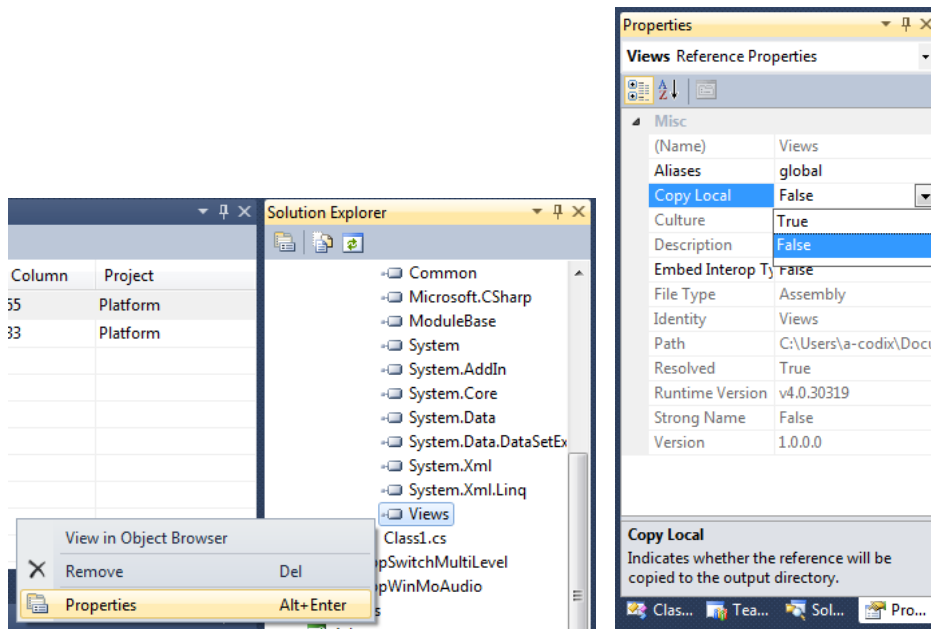 Solution Explorer
Column Project
55 Platform
33 Platform
Common
Microsoft.CSharp
ModuleBase
System
System.AddIn
System.Core
System.Data
System.Data.DataSetEx
System.Xml
System.Xml.Linq
Views
Class1.cs
ppSwitchMultiLevel
ppWinMoAudio
View in Object Browser
Remove Del
Properties Alt+Enter
Properties
Views Reference Properties
Misc
(Name) Views
Aliases global
Copy Local False
Culture True
Description False
Embed Interop Ty False
File Type Assembly
Identity Views
Path C:\Users\a-codix\Docu
Resolved True
Runtime Version v4.0.30319
Strong Name False
Version 1.0.0.0
Copy Local
Indicates whether the reference will be
copied to the output directory.
Clas... Tea... Sol... Pro...